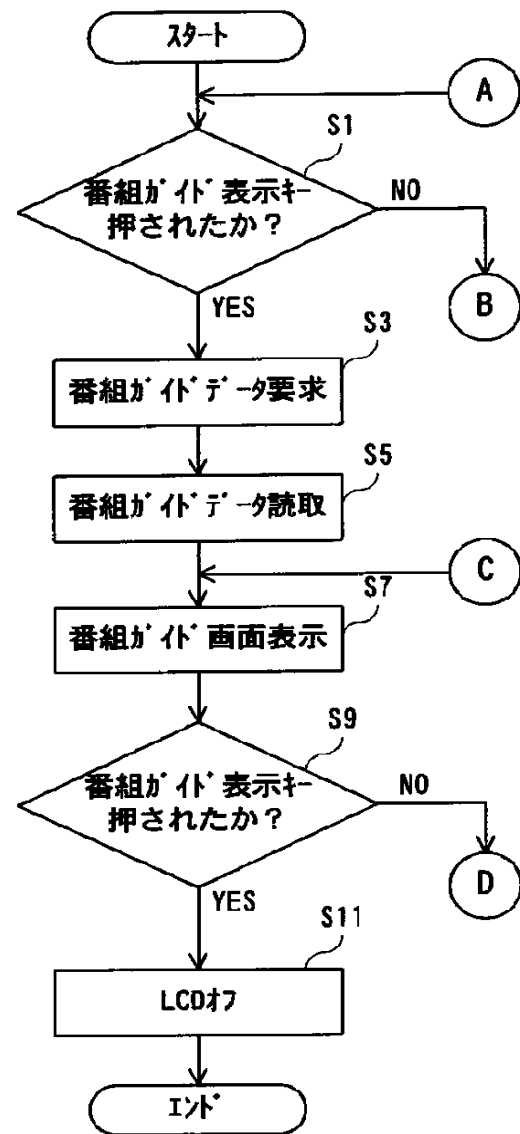 スタート
A
S1
番組ガイド表示キー
押されたか？
NO
B
YES
S3
番組ガイドデータ要求
S5
番組ガイドデータ読取
C
S7
番組ガイド画面表示
S9
番組ガイド表示キー
押されたか？
NO
D
YES
S11
LCDオフ
エンド